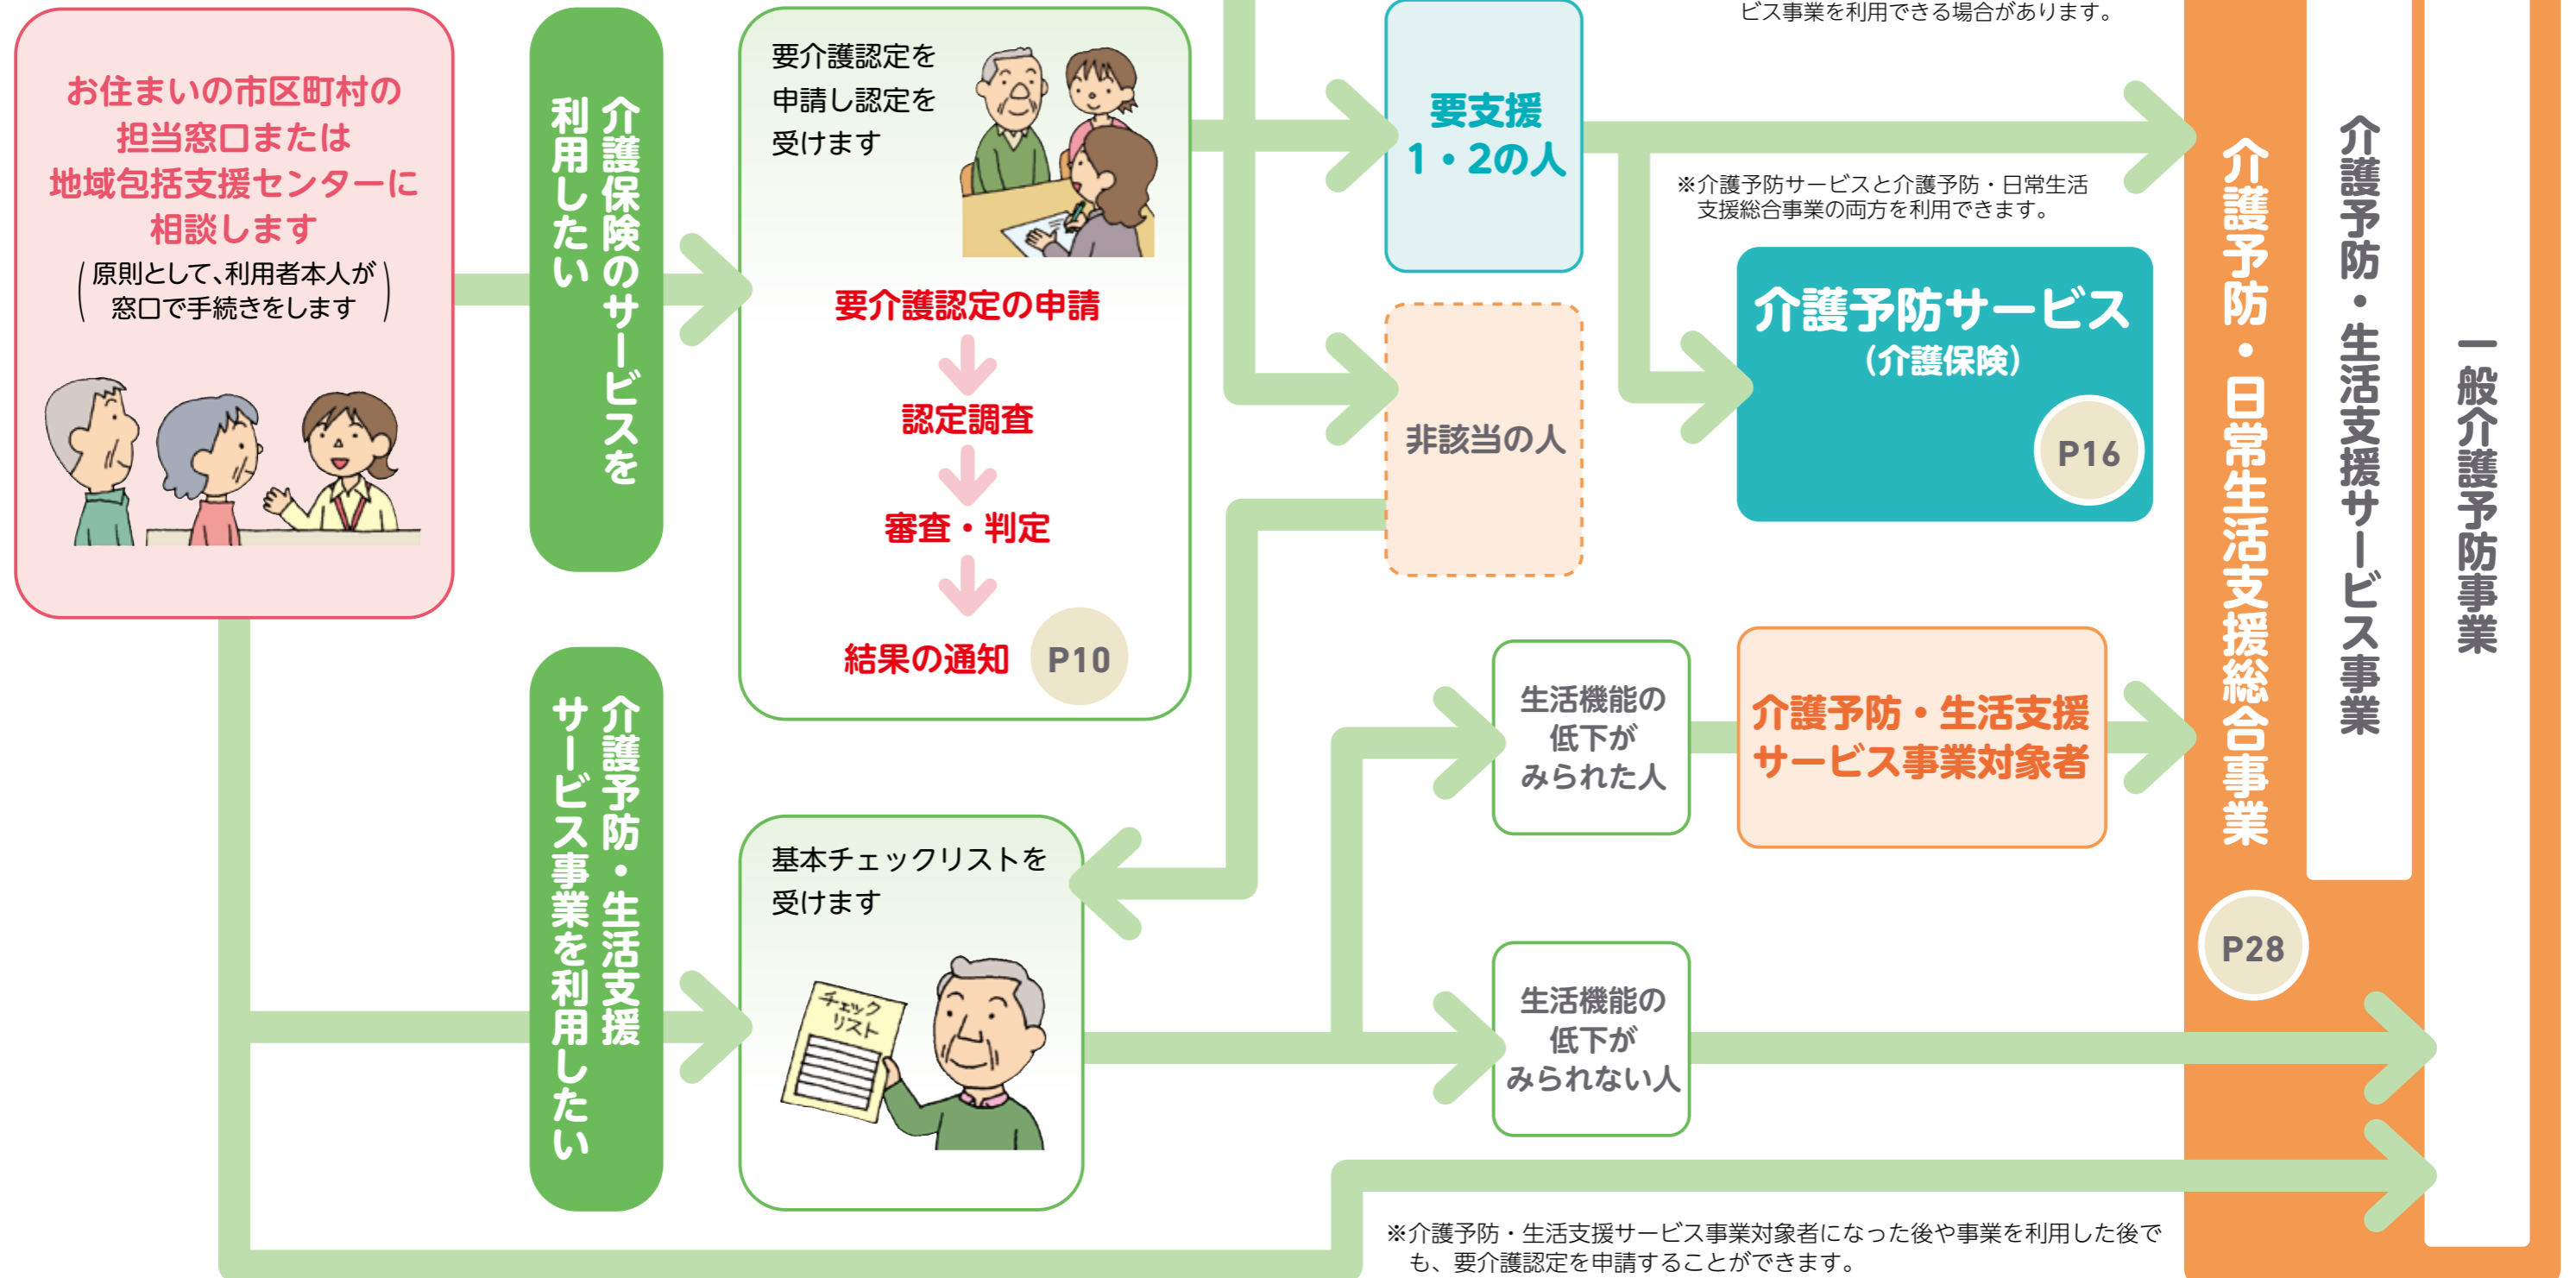 お住まいの市区町村の
担当窓口または
地域包括支援センターに
相談します
(原則として、利用者本人が
窓口で手続きをします)
介護保険のサービスを
利用したい
要介護認定を
申請し認定を
受けます
要介護認定の申請
認定調査
審査・判定
結果の通知
P10
介護予防・生活支援
サービス事業を利用したい
基本チェックリストを
受けます
チェック
リスト
ビス事業を利用できる場合があります。
要支援
1・2の人
※介護予防サービスと介護予防・日常生活
支援総合事業の両方を利用できます。
介護予防サービス
(介護保険)
P16
非該当の人
生活機能の
低下が
みられた人
介護予防・生活支援
サービス事業対象者
生活機能の
低下が
みられない人
介護予防・日常生活支援総合事業
P28
介護予防・生活支援サービス事業
一般介護予防事業
※介護予防・生活支援サービス事業対象者になった後や事業を利用した後で
も、要介護認定を申請することができます。